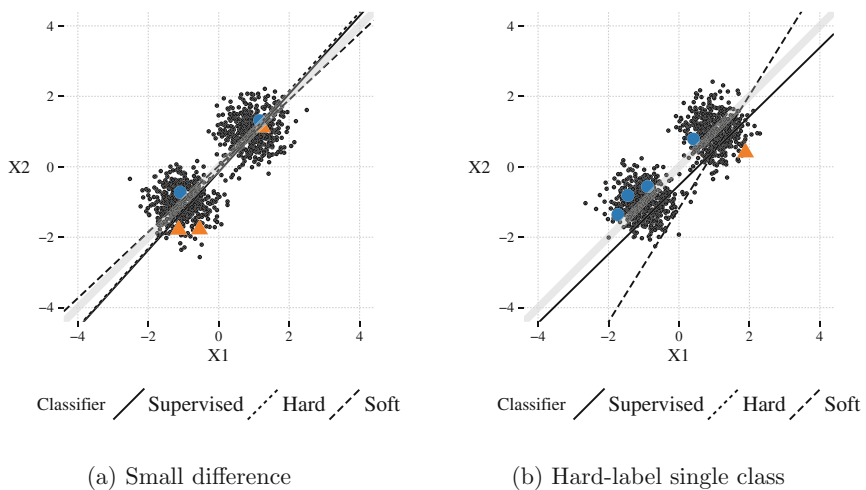 4
2
X2
0
−2
−4
−4
−2
0
2
4
X1
Classifier Supervised Hard Soft
(a) Small difference
4
2
X2
0
−2
−4
−4
−2
0
2
4
X1
Classifier Supervised Hard Soft
(b) Hard-label single class